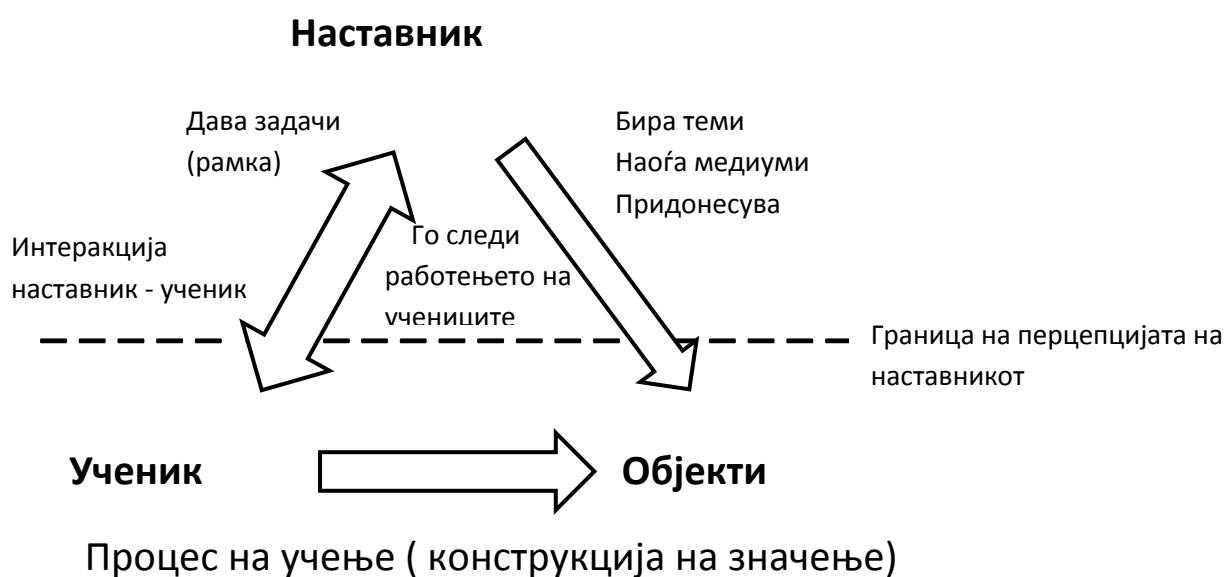 Наставник
Дава задачи
(рамка)
Бира теми
Наоѓа медиуми
Придонесува
Интеракција
наставник - ученик
Го следи
работењето на
учениците
Граница на перцепцијата на
наставникот
Ученик
Објекти
Процес на учење ( конструкција на значење)